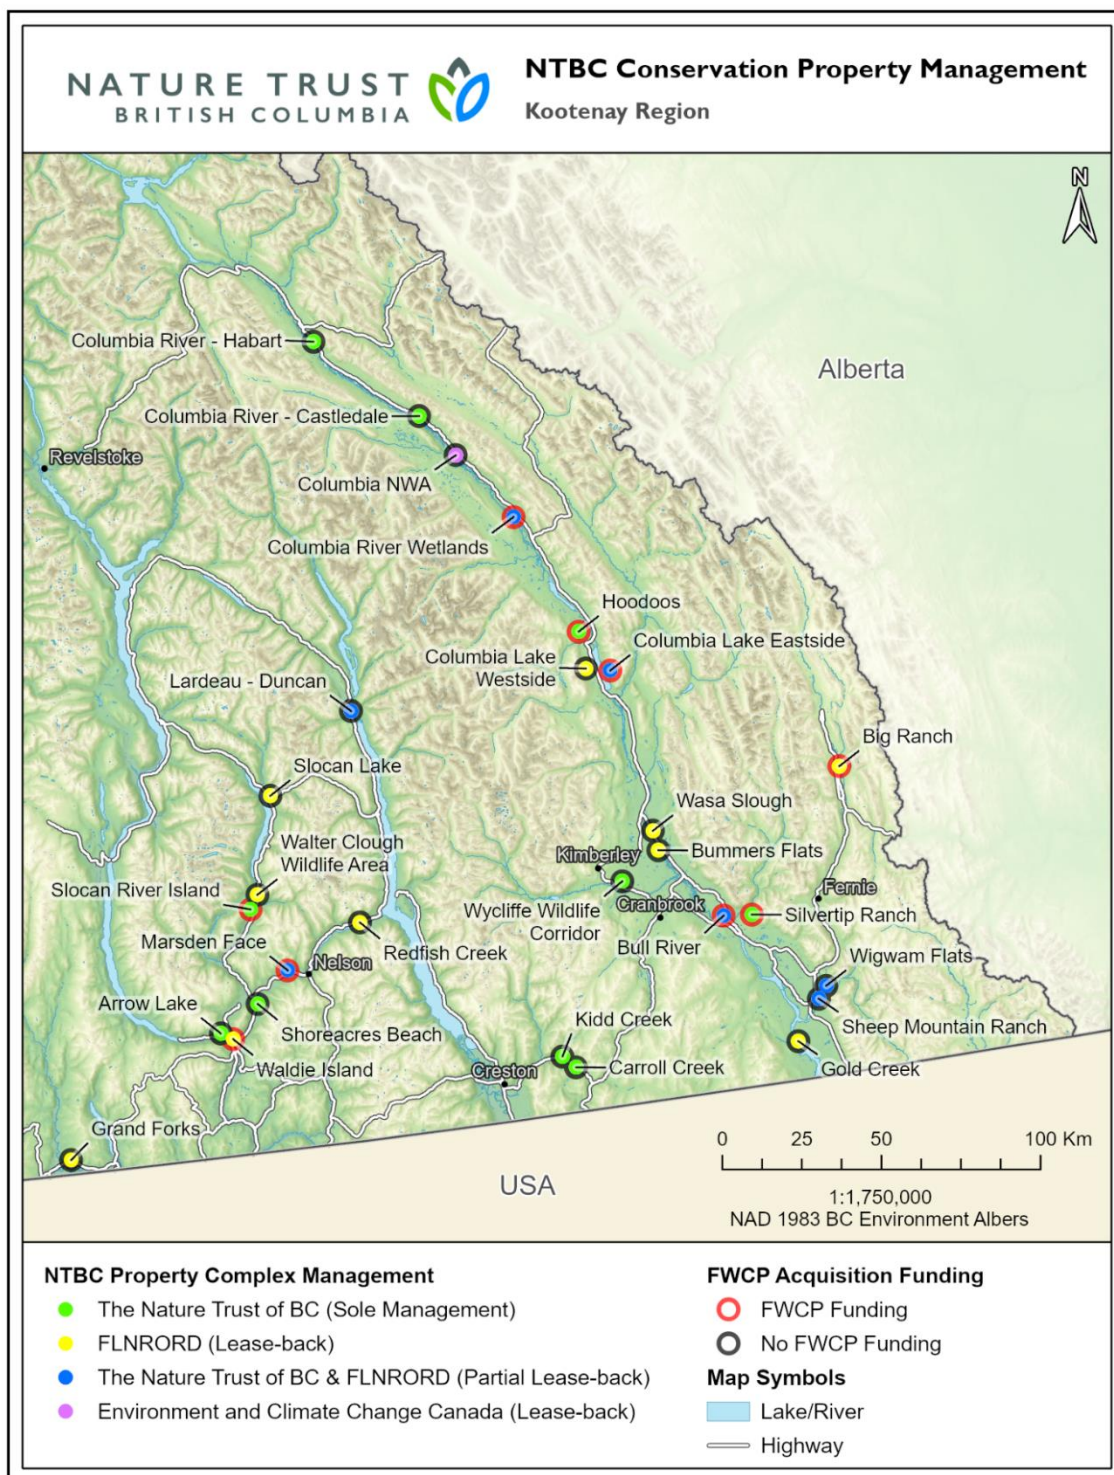 NATURE TRUST
BRITISH COLUMBIA
NTBC Conservation Property Management
Kootenay Region
N
Alberta
Columbia River - Habart
Columbia River - Castledale
Revelstoke
Columbia NWA
Columbia River Wetlands
Hoodoos
Columbia Lake Eastside
Columbia Lake
Westside
Lardeau - Duncan
Big Ranch
Slocan Lake
Wasa Slough
Walter Clough
Wildlife Area
Bummers Flats
Kimberley
Slocan River Island
Fernie
Wycliffe Wildlife
Corridor
Cranbrook
Silvertip Ranch
Marsden Face
Redfish Creek
Bull River
Nelson
Wigwam Flats
Arrow Lake
Shoreacres Beach
Kidd Creek
Sheep Mountain Ranch
Waldie Island
Creston
Carroll Creek
Gold Creek
Grand Forks
0 25 50 100 Km
USA
1:1,750,000
NAD 1983 BC Environment Albers
NTBC Property Complex Management
The Nature Trust of BC (Sole Management)
FLNRORD (Lease-back)
The Nature Trust of BC & FLNRORD (Partial Lease-back)
Environment and Climate Change Canada (Lease-back)
FWCP Acquisition Funding
FWCP Funding
No FWCP Funding
Map Symbols
Lake/River
Highway